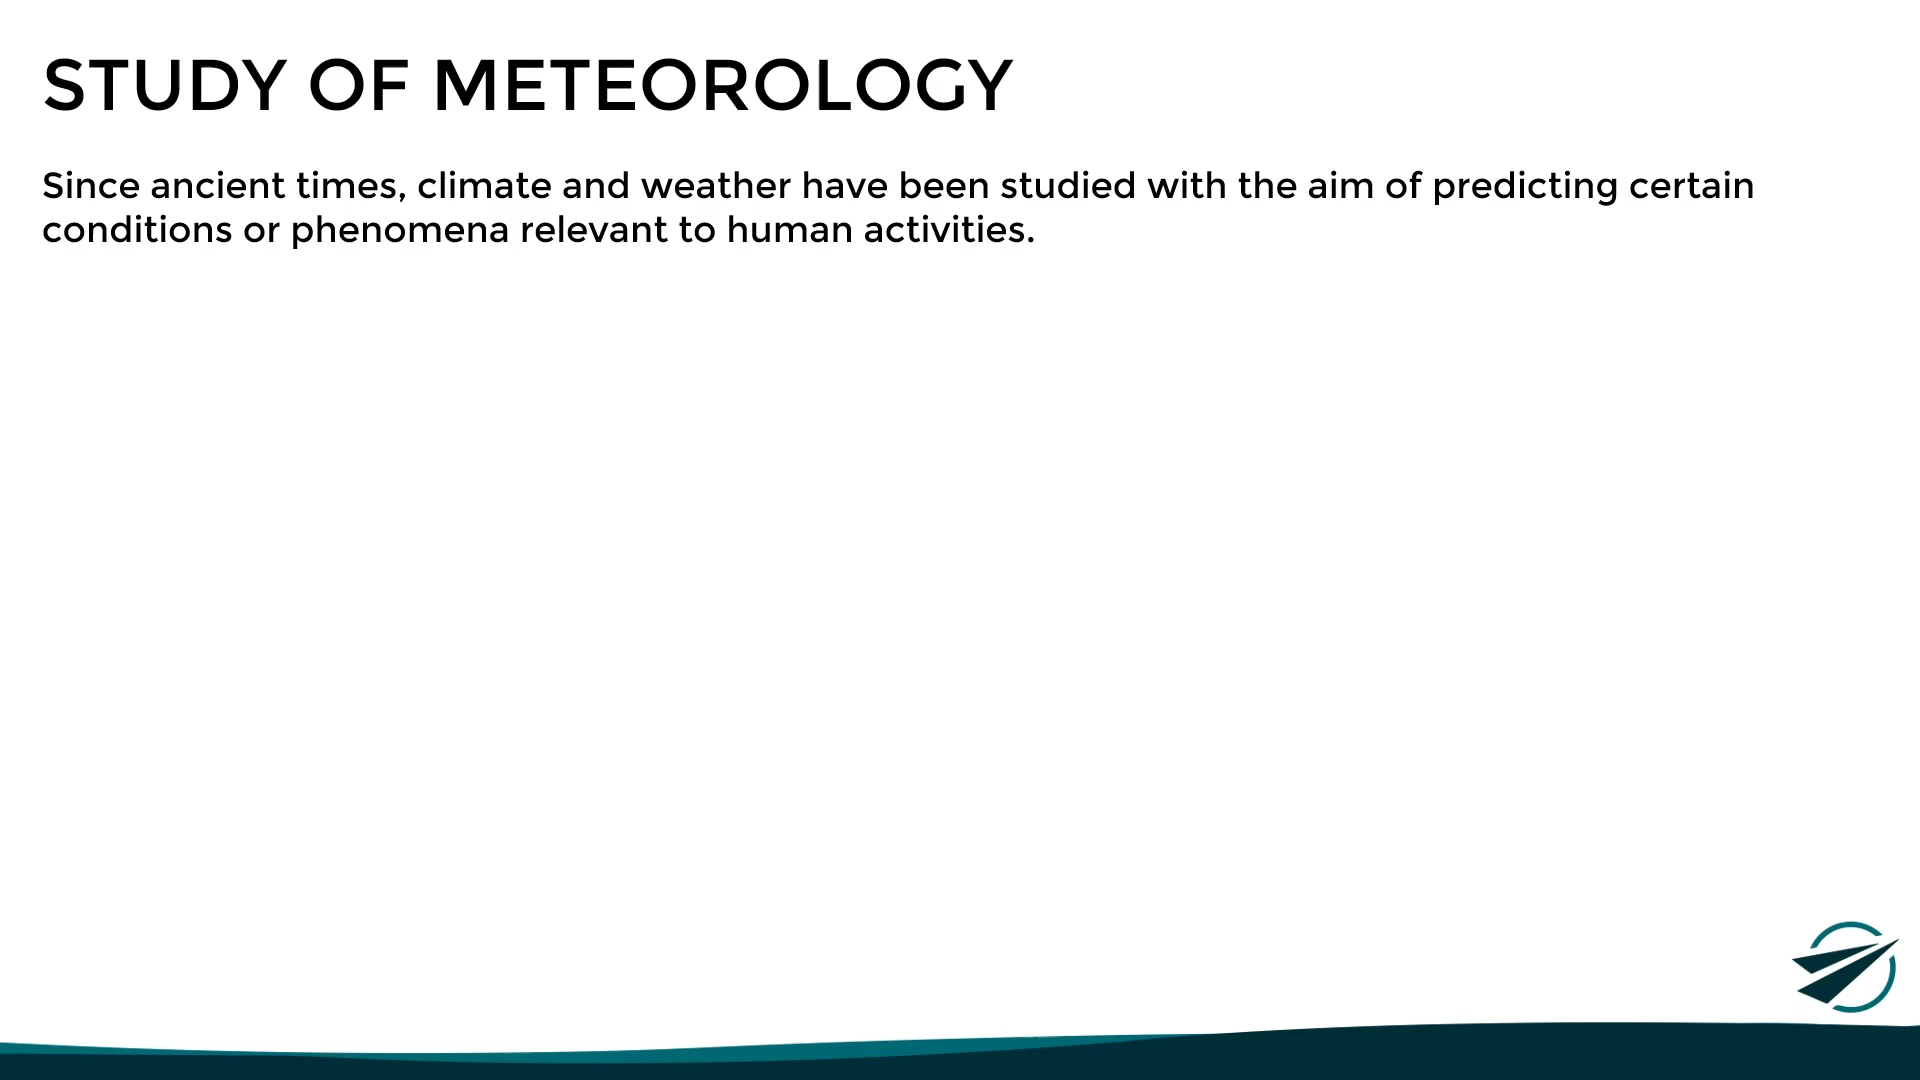 STUDY OF METEOROLOGY
Since ancient times, climate and weather have been studied with the aim of predicting certain
conditions or phenomena relevant to human activities.